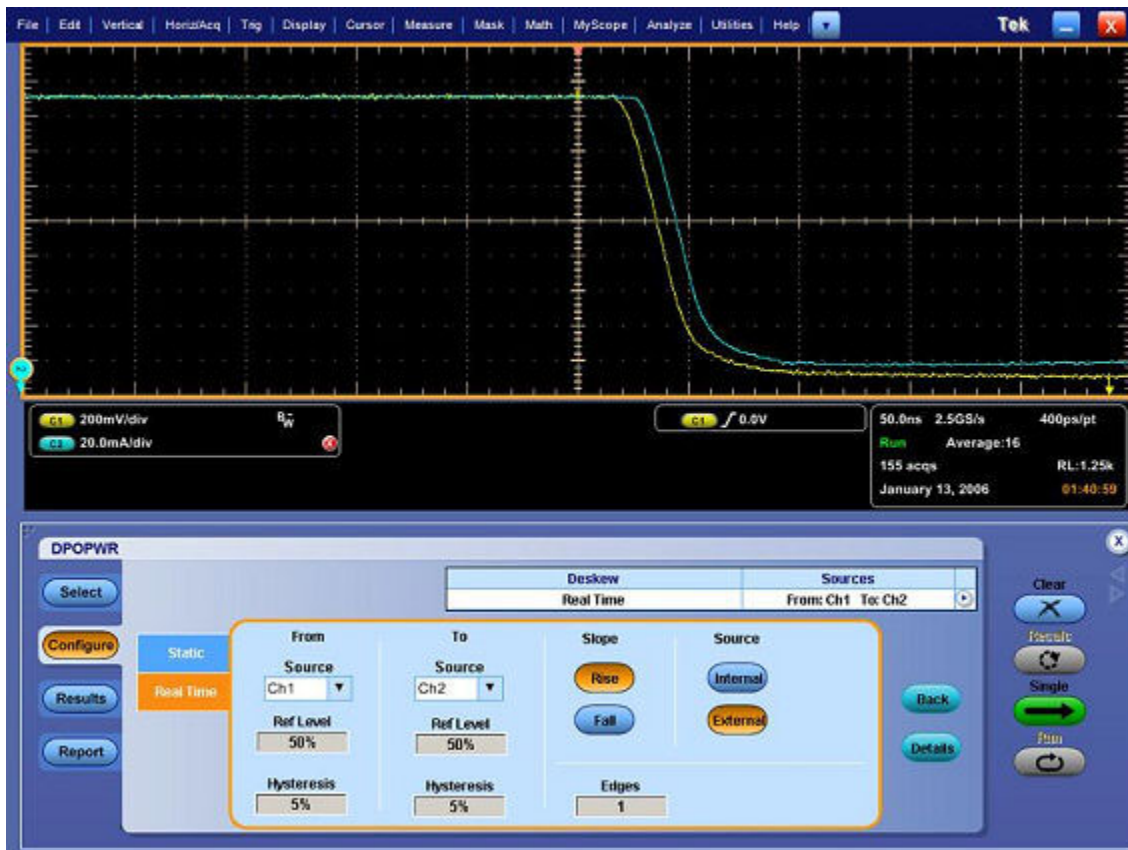 File | Edit | Vertical | Horiz/Acq | Trig | Display | Cursor | Measure | Mask | Math | MyScope | Analyze | Utilities | Help
Tek
C1 200mV/div
C2 20.0mA/div
C1 0.0V
50.0ns 2.5GS/s 400ps/pt
Run Average:16
155 acqs RL:1.25k
January 13, 2006 01:40:59
DPOPWR
Select
Configure
Results
Report
Static
Real Time
Deskew Sources
Real Time From: Ch1 To: Ch2
From
Source
Ch1
Ref Level
50%
Hysteresis
5%
To
Source
Ch2
Ref Level
50%
Hysteresis
5%
Slope
Rise
Fall
Edges
1
Source
Internal
External
Back
Details
Clear
Recalc
Single
Run